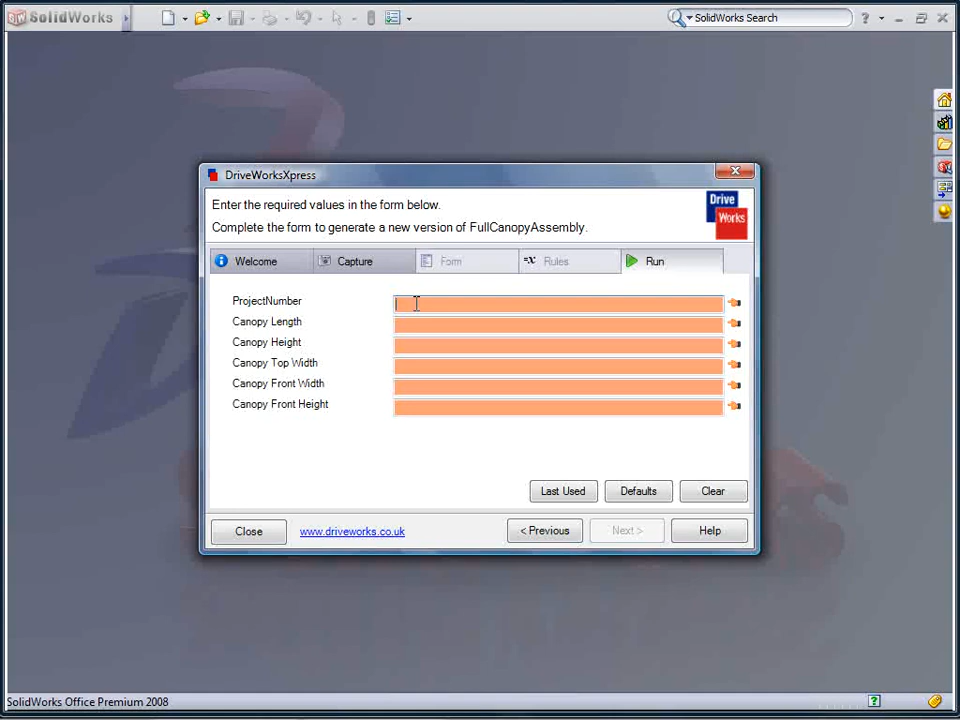 SolidWorks
SolidWorks Search
?
DriveWorksXpress
Enter the required values in the form below.
Complete the form to generate a new version of FullCanopyAssembly.
Drive
Works
Welcome
Capture
Form
Rules
Run
ProjectNumber
Canopy Length
Canopy Height
Canopy Top Width
Canopy Front Width
Canopy Front Height
Last Used
Defaults
Clear
Close
www.driveworks.co.uk
< Previous
Next >
Help
SolidWorks Office Premium 2008
?